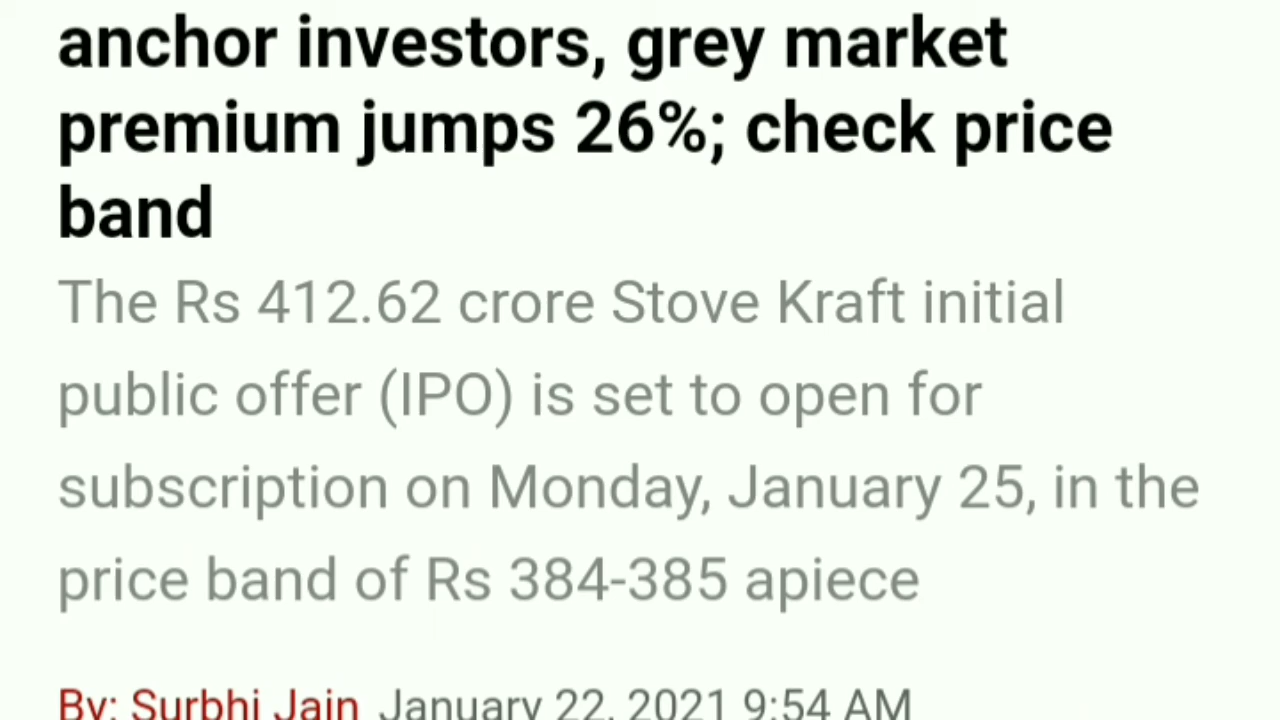 anchor investors, grey market
premium jumps 26%; check price
band
The Rs 412.62 crore Stove Kraft initial
public offer (IPO) is set to open for
subscription on Monday, January 25, in the
price band of Rs 384-385 apiece
By: Surbhi Jain January 22, 2021 9:54 AM